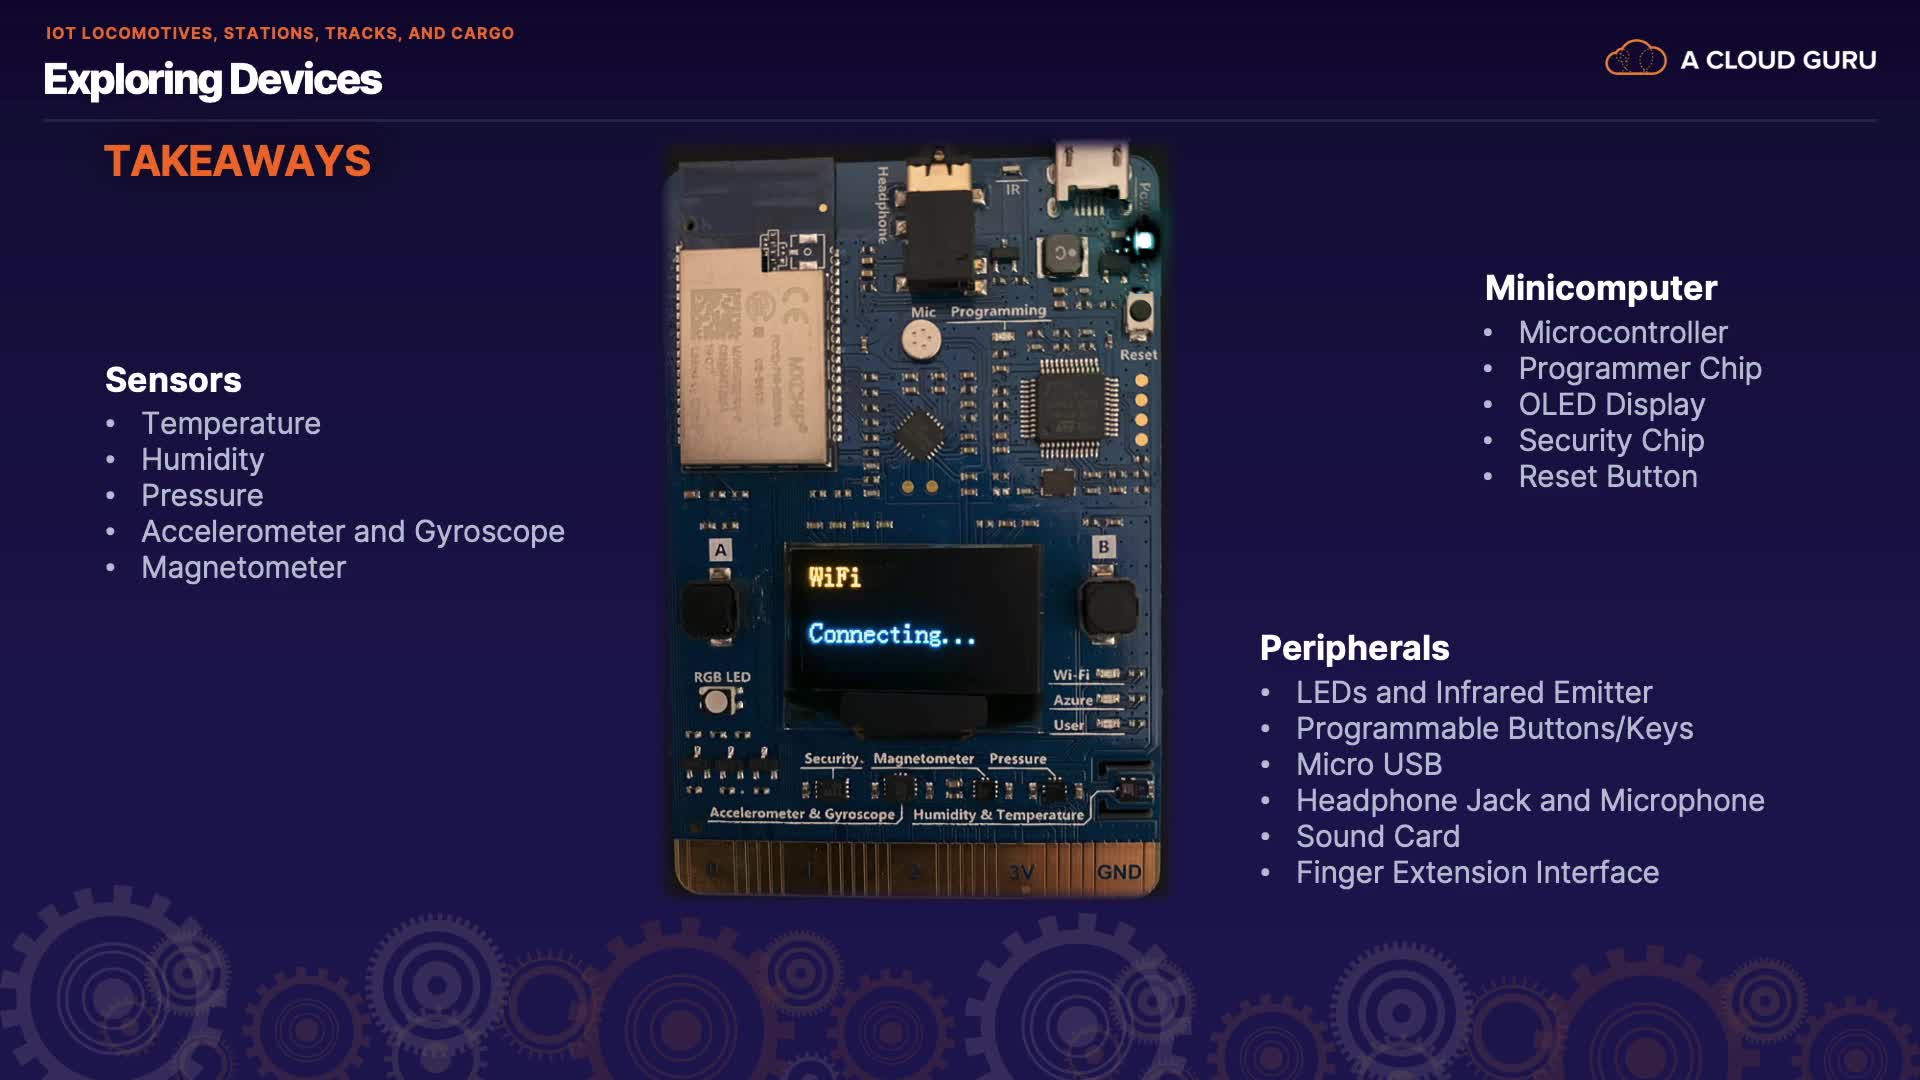 IOT LOCOMOTIVES, STATIONS, TRACKS, AND CARGO
Exploring Devices
A CLOUD GURU
TAKEAWAYS
Sensors
• Temperature
• Humidity
• Pressure
• Accelerometer and Gyroscope
• Magnetometer
Headphone
IR
Mic
Programming
Reset
A
B
WiFi
Connecting...
RGB LED
Wi-Fi
Azure
User
Security
Magnetometer
Pressure
Accelerometer & Gyroscope
Humidity & Temperature
0
1
2
3V
GND
Minicomputer
• Microcontroller
• Programmer Chip
• OLED Display
• Security Chip
• Reset Button
Peripherals
• LEDs and Infrared Emitter
• Programmable Buttons/Keys
• Micro USB
• Headphone Jack and Microphone
• Sound Card
• Finger Extension Interface